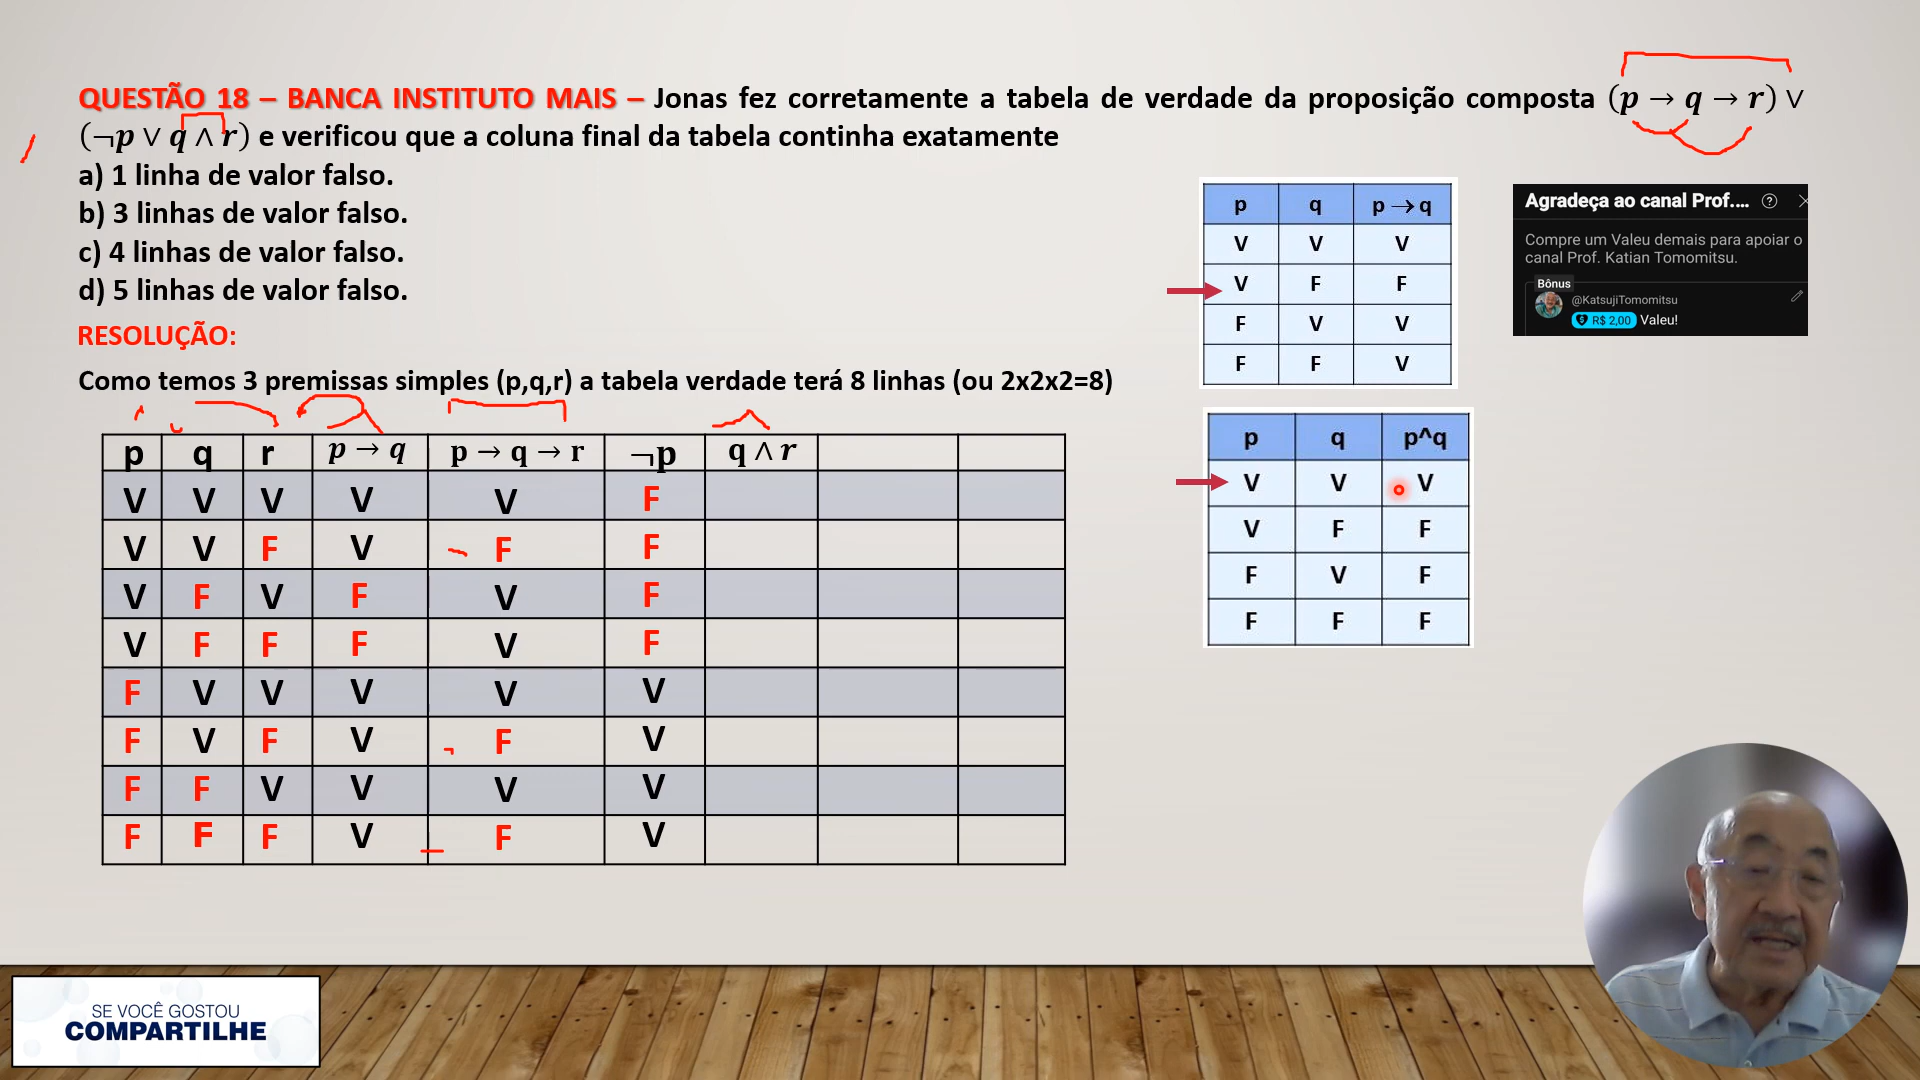 QUESTÃO 18 – BANCA INSTITUTO MAIS – Jonas fez corretamente a tabela de verdade da proposição composta (p → q → r) ∨
(¬p ∨ q ∧ r) e verificou que a coluna final da tabela continha exatamente
a) 1 linha de valor falso.
b) 3 linhas de valor falso.
c) 4 linhas de valor falso.
d) 5 linhas de valor falso.
RESOLUÇÃO:
Como temos 3 premissas simples (p,q,r) a tabela verdade terá 8 linhas (ou 2x2x2=8)
p q r p → q p → q → r ¬p q ∧ r
V V V V V F
V V F V F F
V F V F V F
V F F F V F
F V V V V V
F V F V F V
F F V V V V
F F F V F V
p q p → q
V V V
V F F
F V V
F F V
p q p^q
V V V
V F F
F V F
F F F
Agradeça ao canal Prof.... ?
Compre um Valeu demais para apoiar o
canal Prof. Katian Tomomitsu.
Bônus
@KatsujiTomomitsu
R$ 2,00 Valeu!
SE VOCÊ GOSTOU
COMPARTILHE